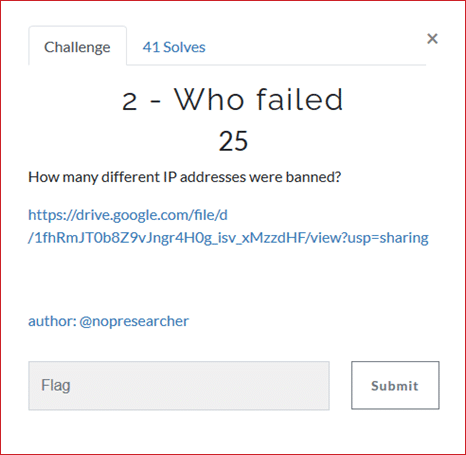 Challenge
41 Solves
×
2 - Who failed
25
How many different IP addresses were banned?
https://drive.google.com/file/d
/1fhRmJT0b8Z9vJngr4H0g_isv_xMzzdHF/view?usp=sharing
author: @nopresearcher
Flag
Submit